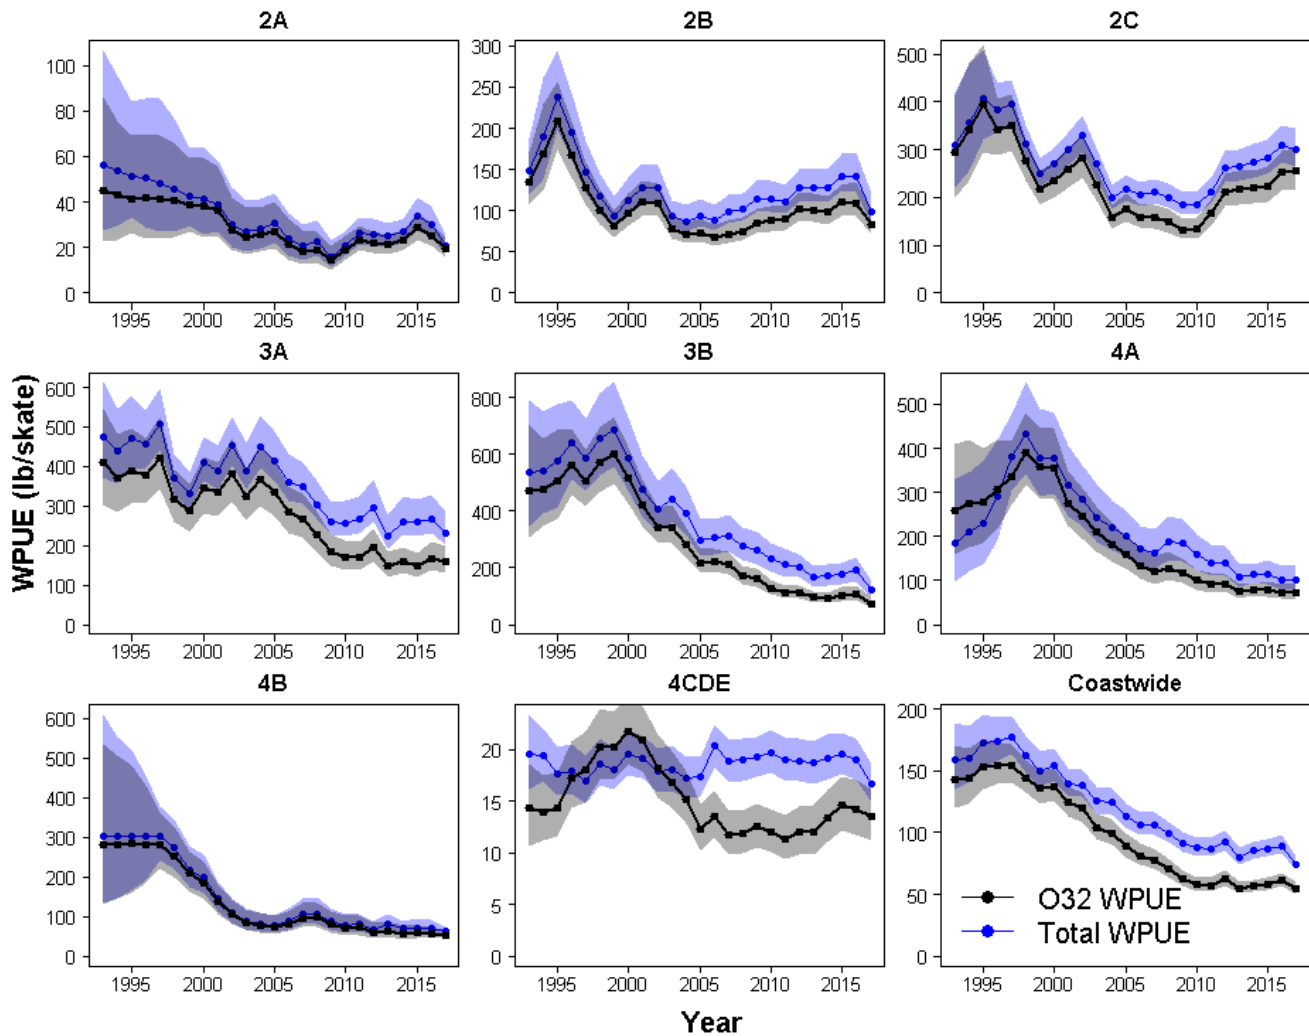 2A 2B 2C
100 80 60 40 20 0
300 250 200 150 100 50 0
500 400 300 200 100 0
1995 2000 2005 2010 2015 1995 2000 2005 2010 2015 1995 2000 2005 2010 2015
3A 3B 4A
WPUE (lb/skate)
600 500 400 300 200 100 0
800 600 400 200 0
500 400 300 200 100 0
1995 2000 2005 2010 2015 1995 2000 2005 2010 2015 1995 2000 2005 2010 2015
4B 4CDE Coastwide
600 500 400 300 200 100 0
20 15 10 5 0
200 150 100 50 0
O32 WPUE
Total WPUE
1995 2000 2005 2010 2015 1995 2000 2005 2010 2015 1995 2000 2005 2010 2015
Year